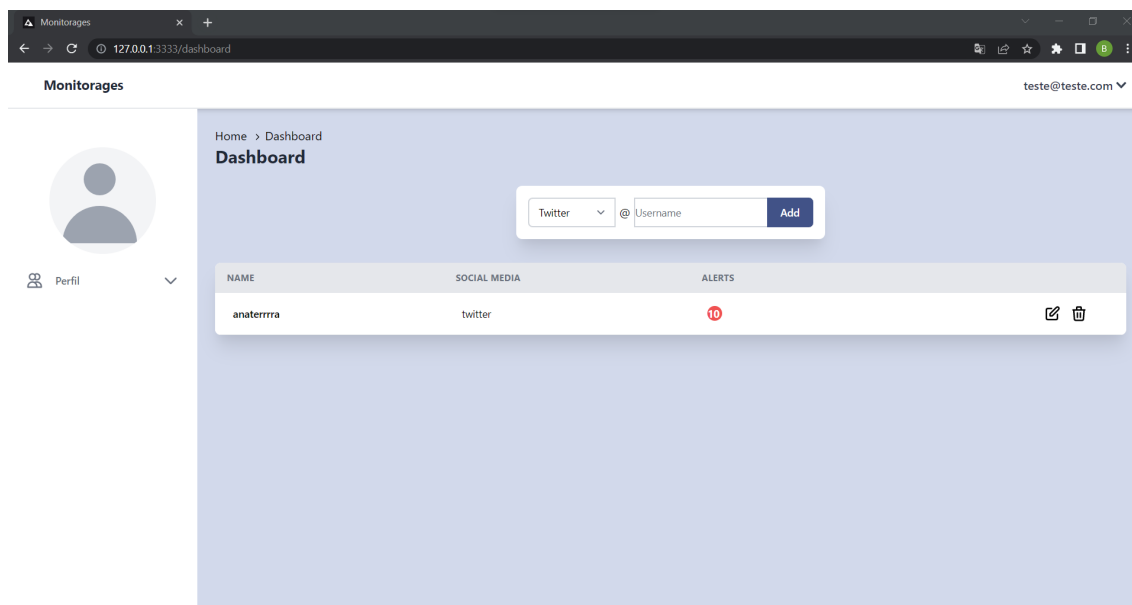 Monitorages
127.0.0.1:3333/dashboard
B
Monitorages
teste@teste.com
Home > Dashboard
Dashboard
Twitter @ Username Add
Perfil
NAME SOCIAL MEDIA ALERTS
anaterrrra twitter 10